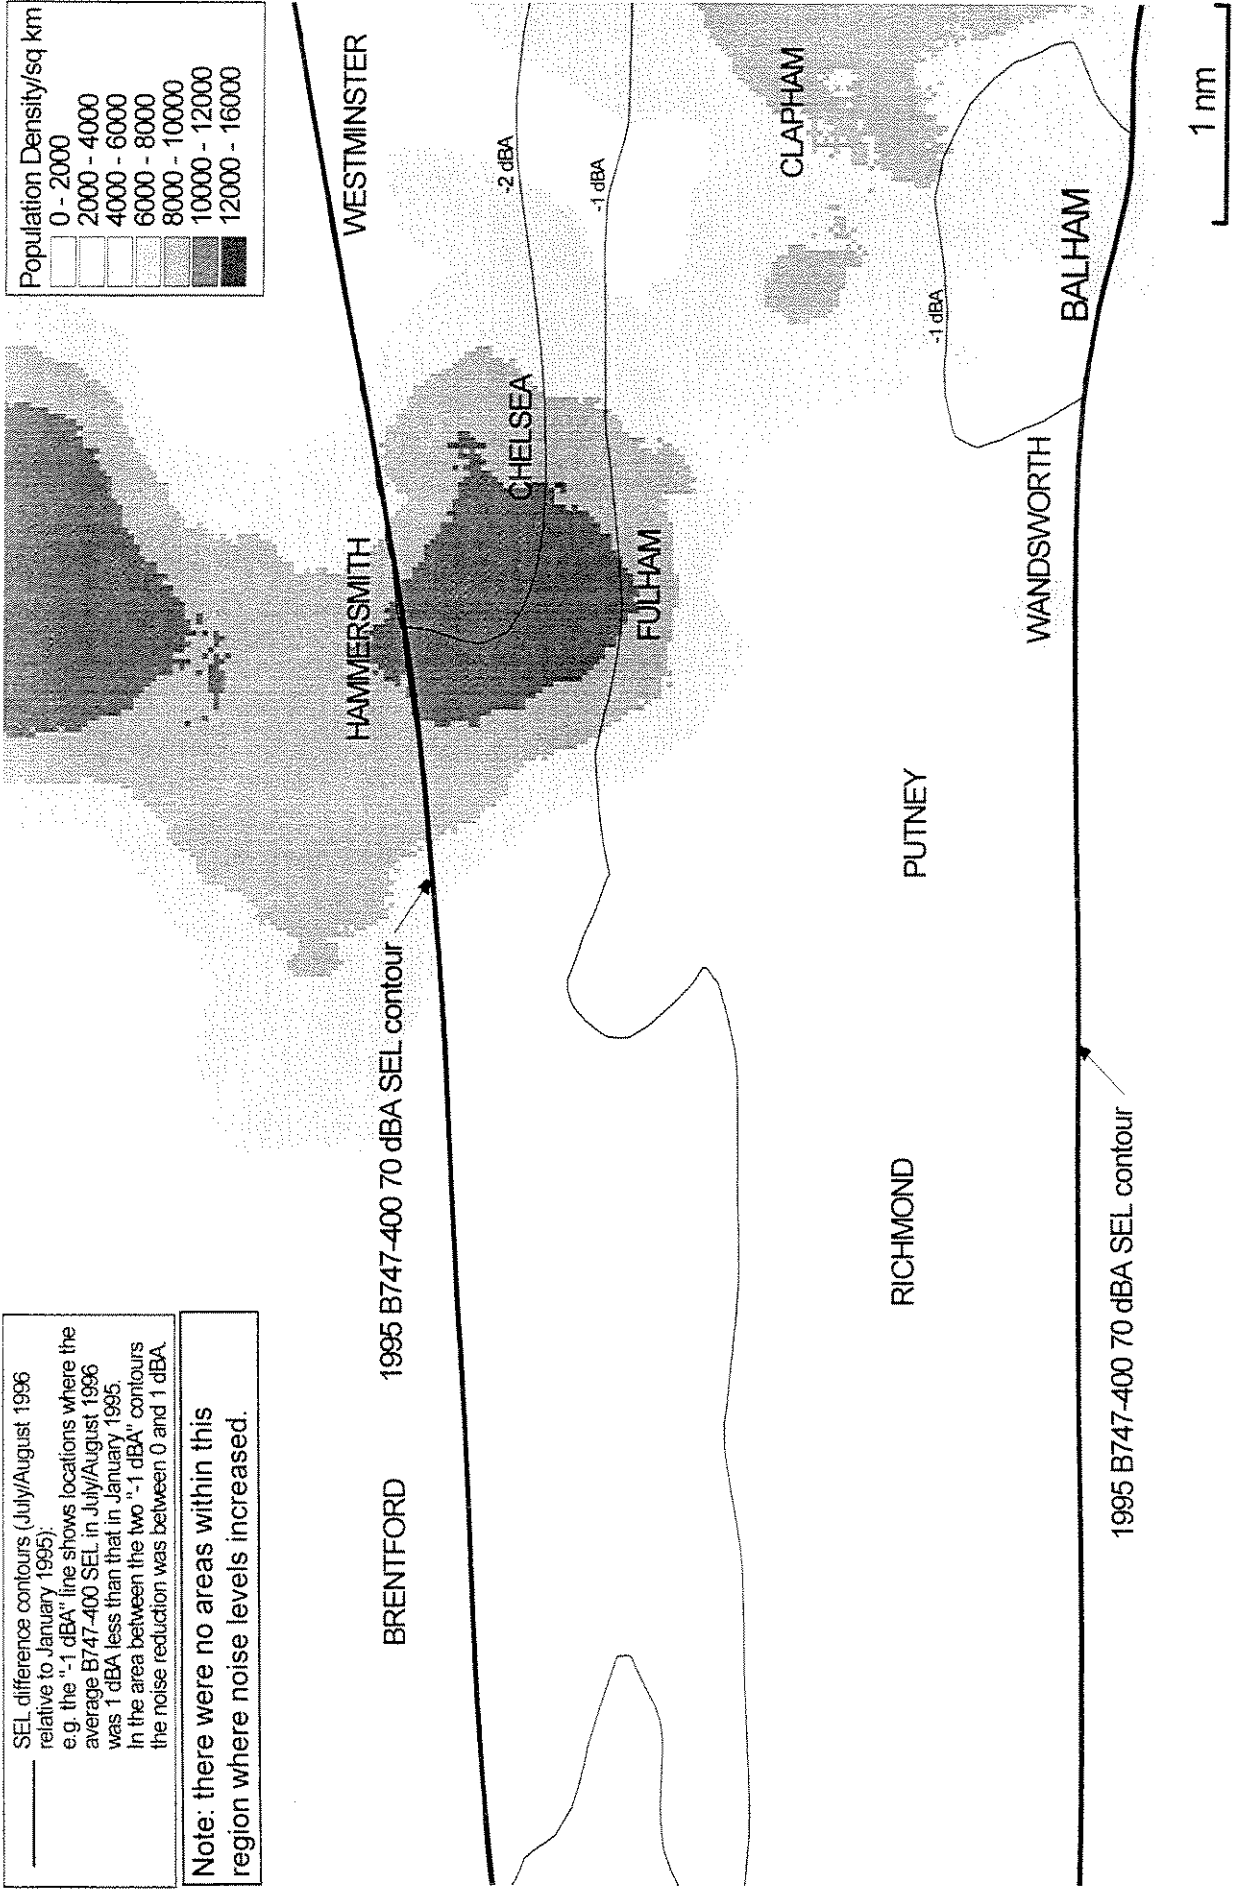 SEL difference contours (July/August 1996
relative to January 1995):
e.g. the "-1 dBA" line shows locations where the
average B747-400 SEL in July/August 1996
was 1 dBA less than that in January 1995.
In the area between the two "-1 dBA" contours
the noise reduction was between 0 and 1 dBA.
Note: there were no areas within this
region where noise levels increased.
Population Density/sq km
0 - 2000
2000 - 4000
4000 - 6000
6000 - 8000
8000 - 10000
10000 - 12000
12000 - 16000
WESTMINSTER
HAMMERSMITH
BRENTFORD
1995 B747-400 70 dBA SEL contour
-2 dBA
CHELSEA
-1 dBA
FULHAM
CLAPHAM
PUTNEY
RICHMOND
-1 dBA
BALHAM
WANDSWORTH
1995 B747-400 70 dBA SEL contour
1 nm